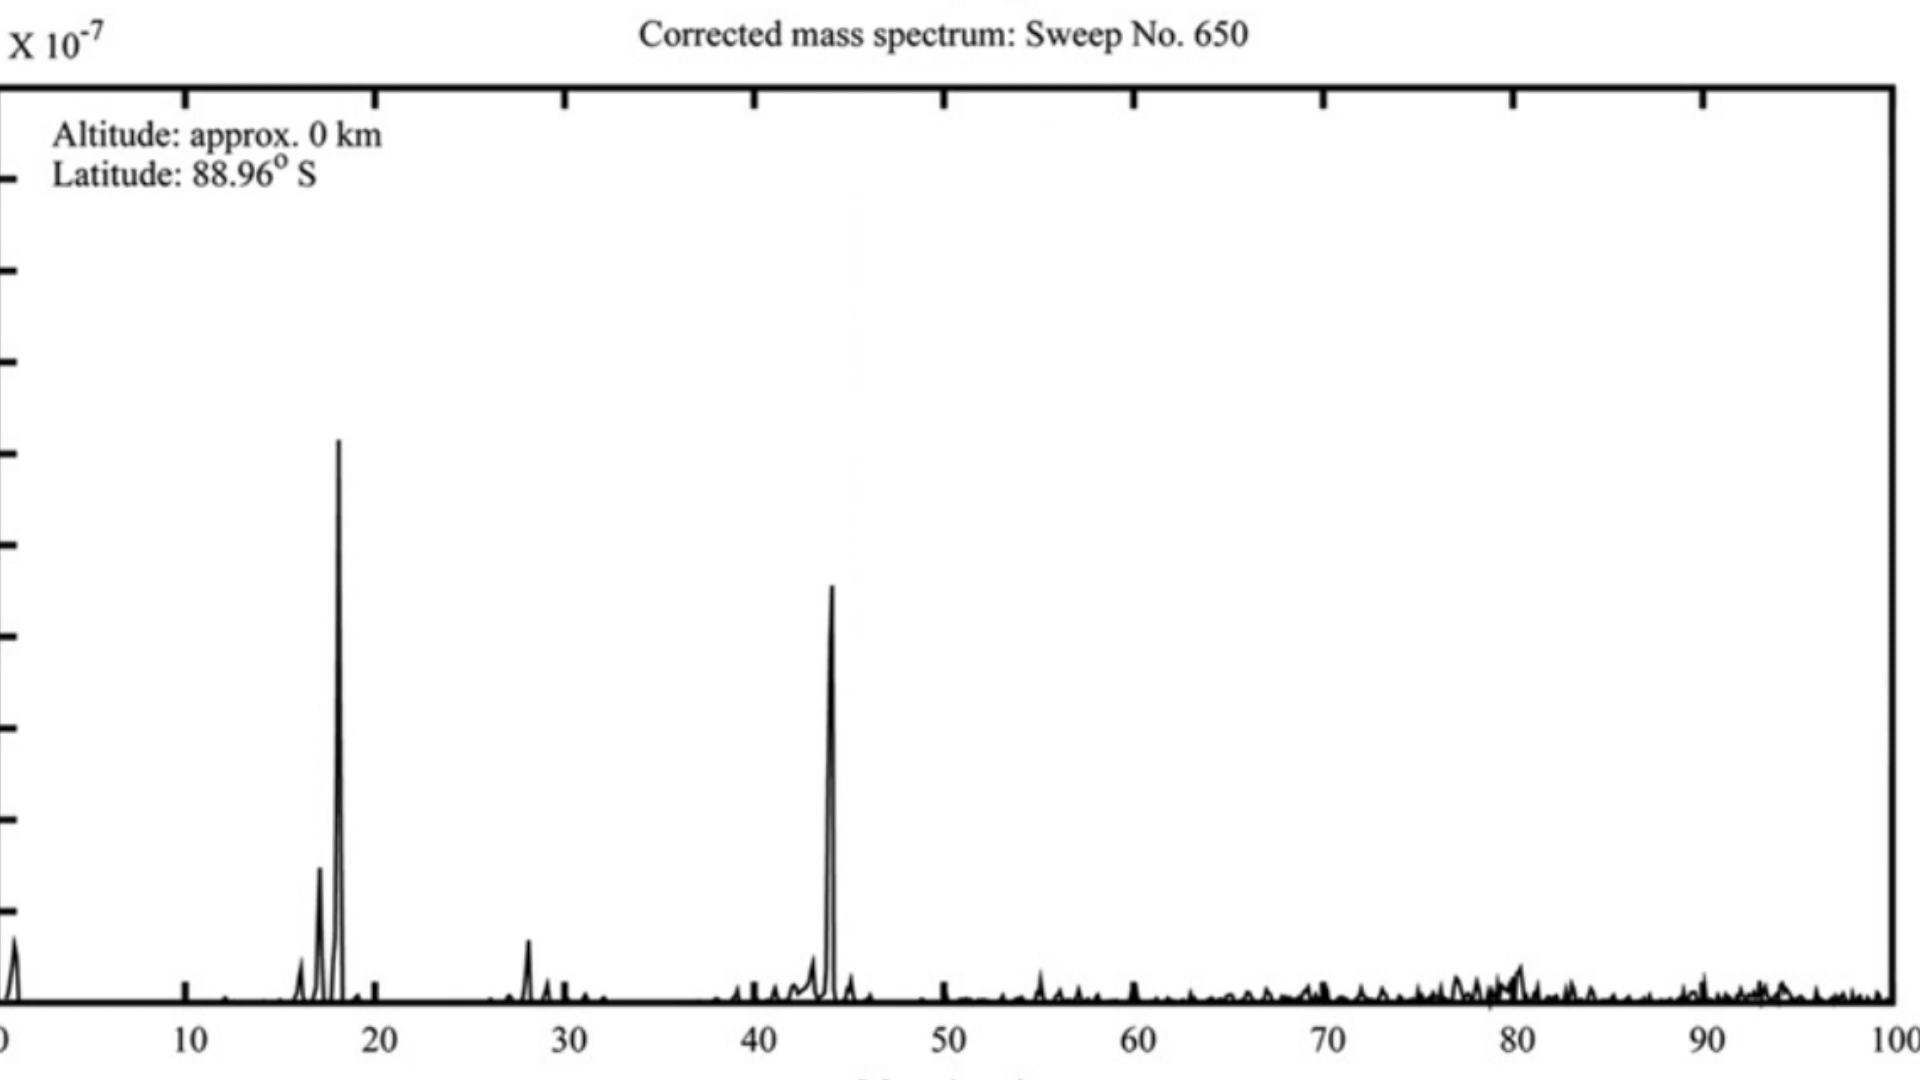 X 10⁻⁷
Corrected mass spectrum: Sweep No. 650
Altitude: approx. 0 km
Latitude: 88.96° S
0 10 20 30 40 50 60 70 80 90 100